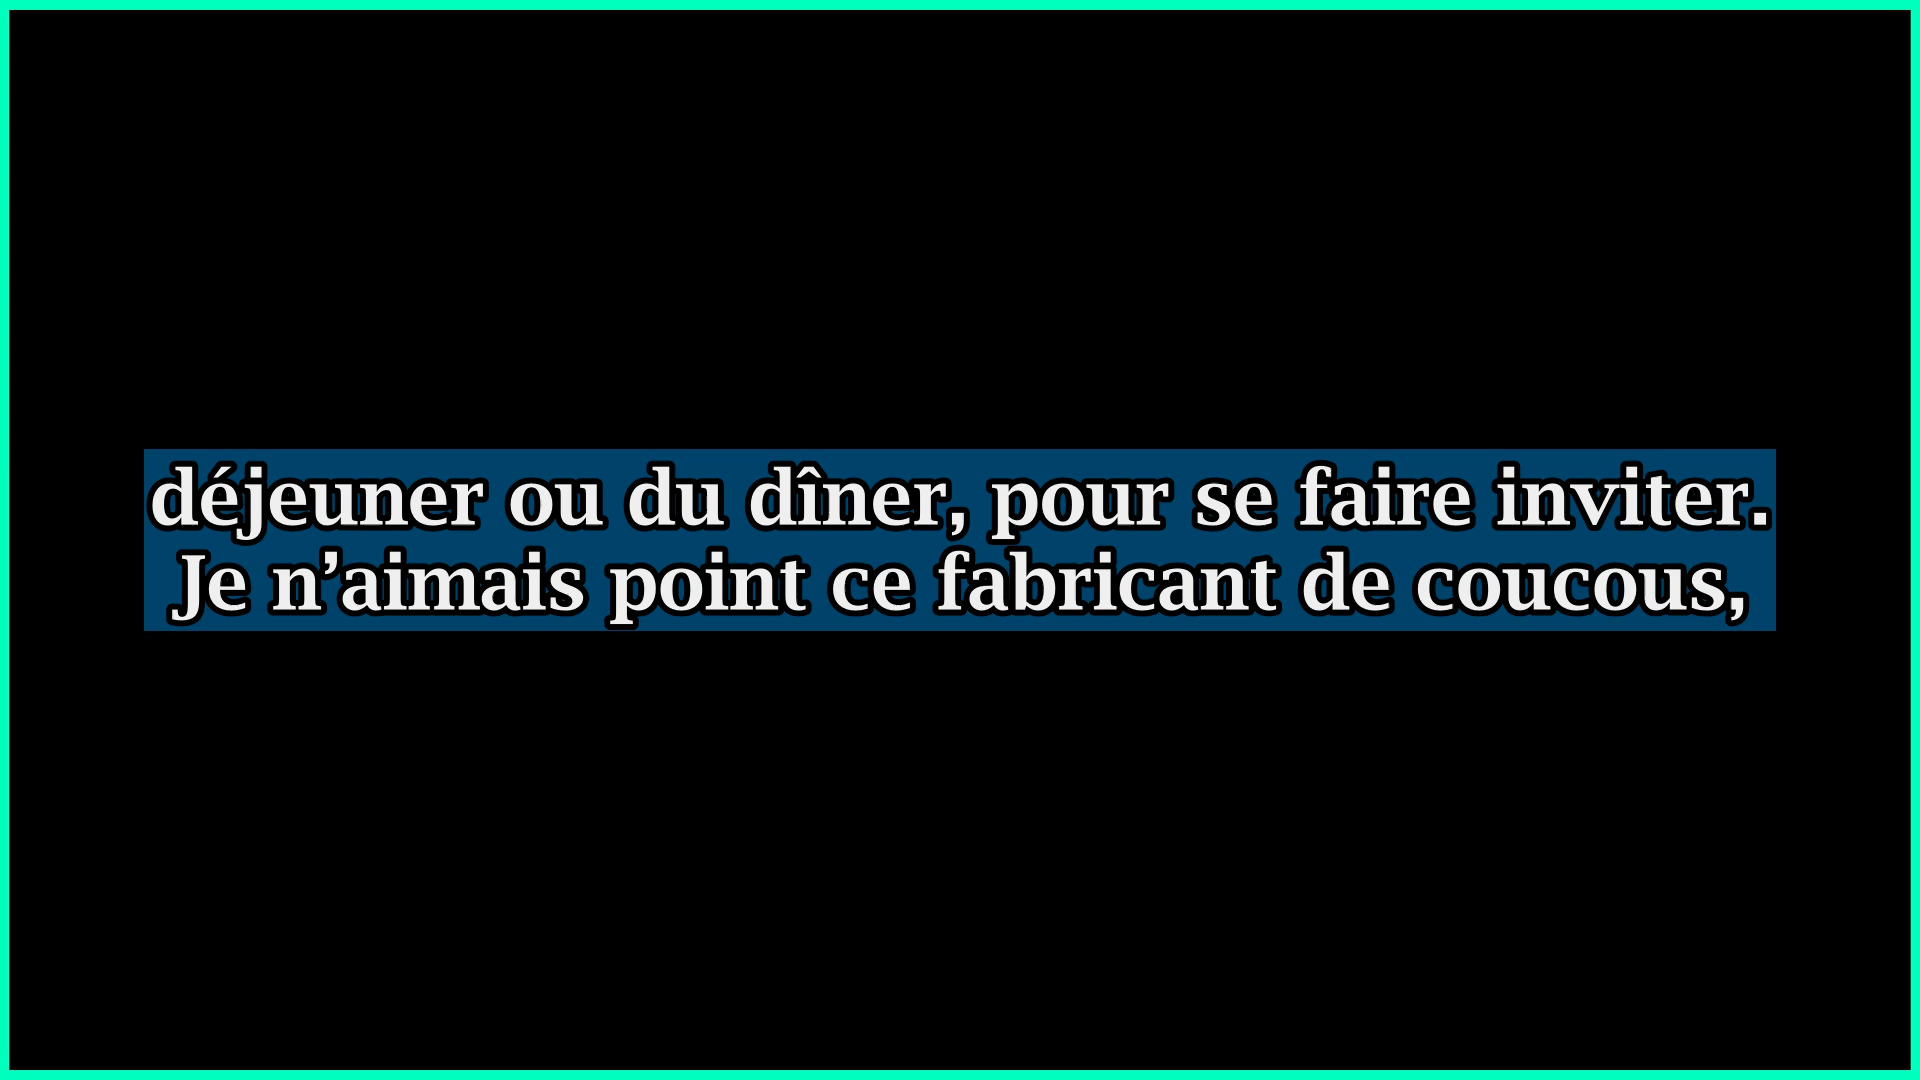 déjeuner ou du dîner, pour se faire inviter.
Je n’aimais point ce fabricant de coucous,